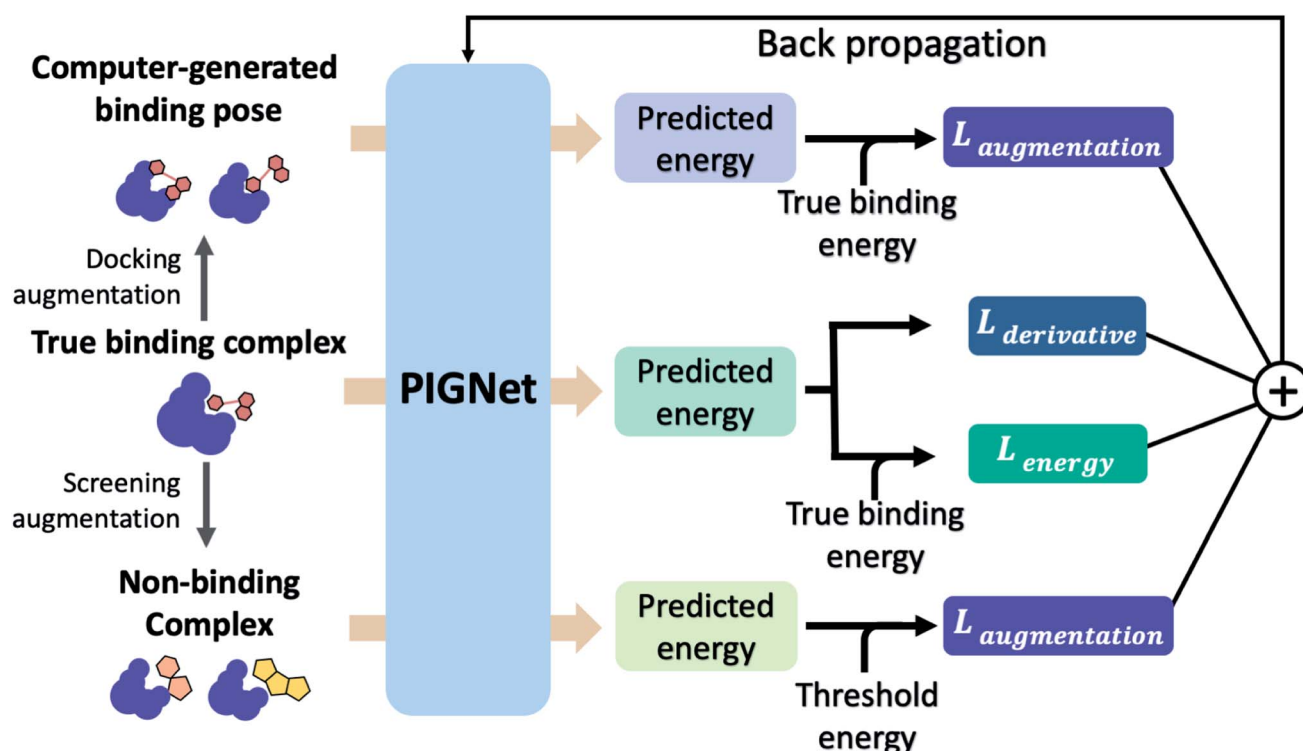 Back propagation
Computer-generated
binding pose
Docking
augmentation
True binding complex
Screening
augmentation
Non-binding
Complex
PIGNet
Predicted
energy
True binding
energy
L augmentation
Predicted
energy
L derivative
True binding
energy
L energy
Predicted
energy
Threshold
energy
L augmentation
+